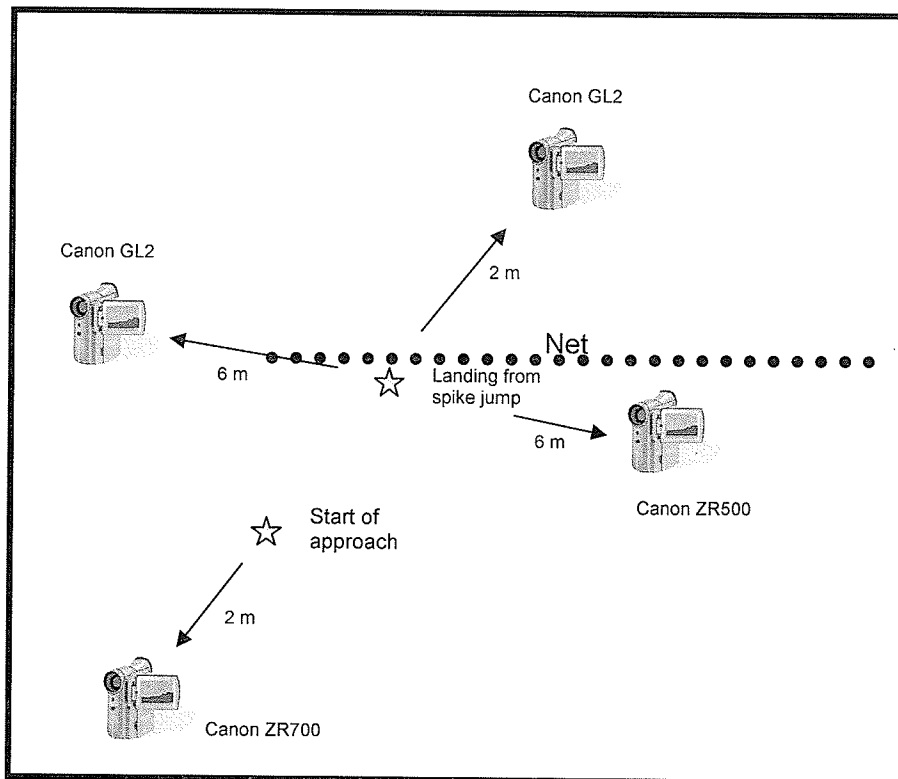 Canon GL2
Canon GL2
2 m
Net
6 m
Landing from
spike jump
6 m
Canon ZR500
Start of
approach
2 m
Canon ZR700